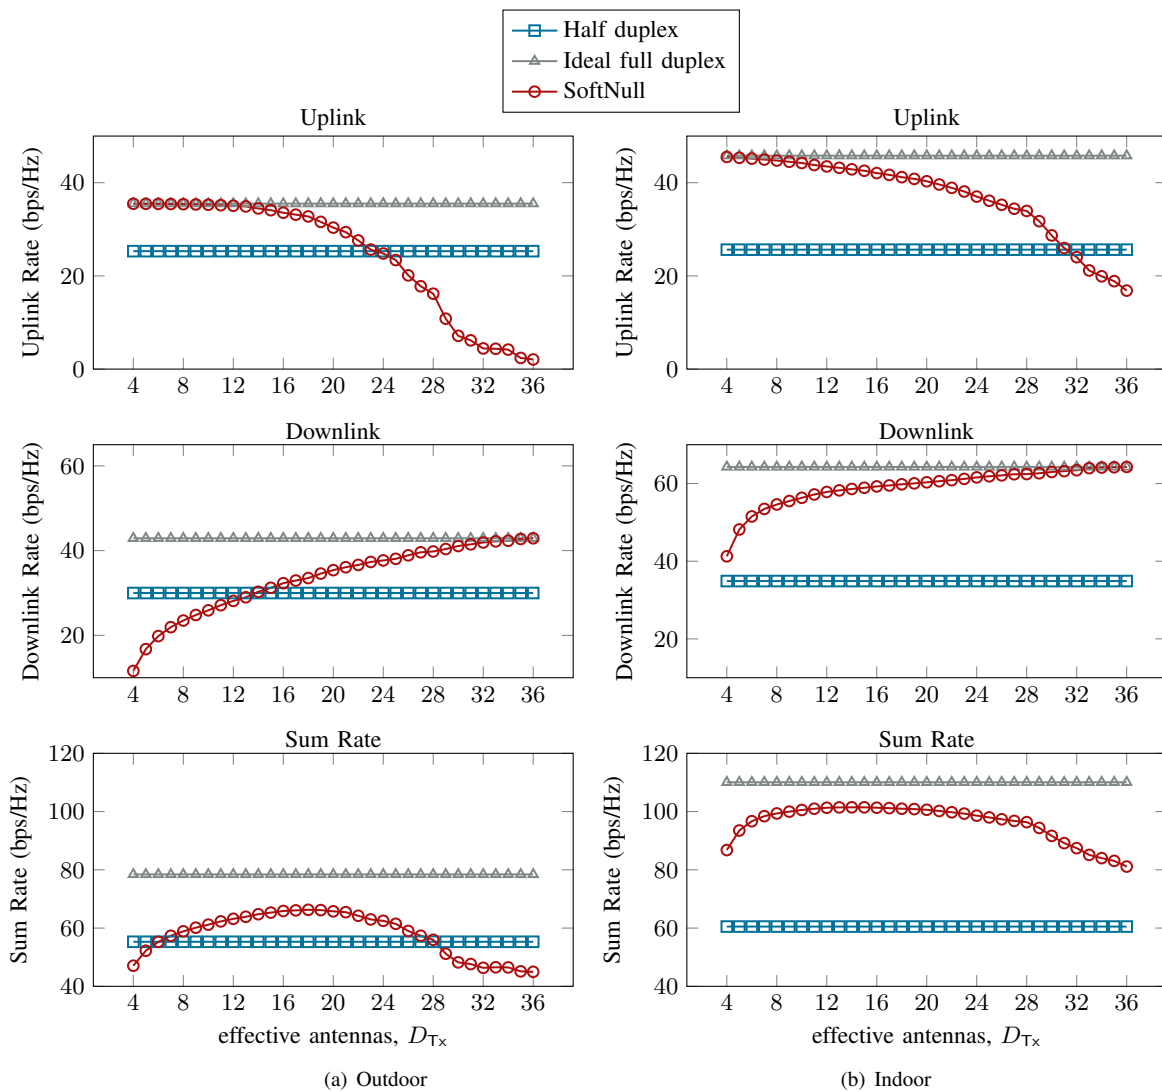 Half duplex
Ideal full duplex
SoftNull
Uplink
Uplink Rate (bps/Hz)
40
20
0
4 8 12 16 20 24 28 32 36
Uplink
Uplink Rate (bps/Hz)
40
20
0
4 8 12 16 20 24 28 32 36
Downlink
Downlink Rate (bps/Hz)
60
40
20
4 8 12 16 20 24 28 32 36
Downlink
Downlink Rate (bps/Hz)
60
40
20
4 8 12 16 20 24 28 32 36
Sum Rate
Sum Rate (bps/Hz)
120
100
80
60
40
4 8 12 16 20 24 28 32 36
effective antennas, D_Tx
(a) Outdoor
Sum Rate
Sum Rate (bps/Hz)
120
100
80
60
40
4 8 12 16 20 24 28 32 36
effective antennas, D_Tx
(b) Indoor